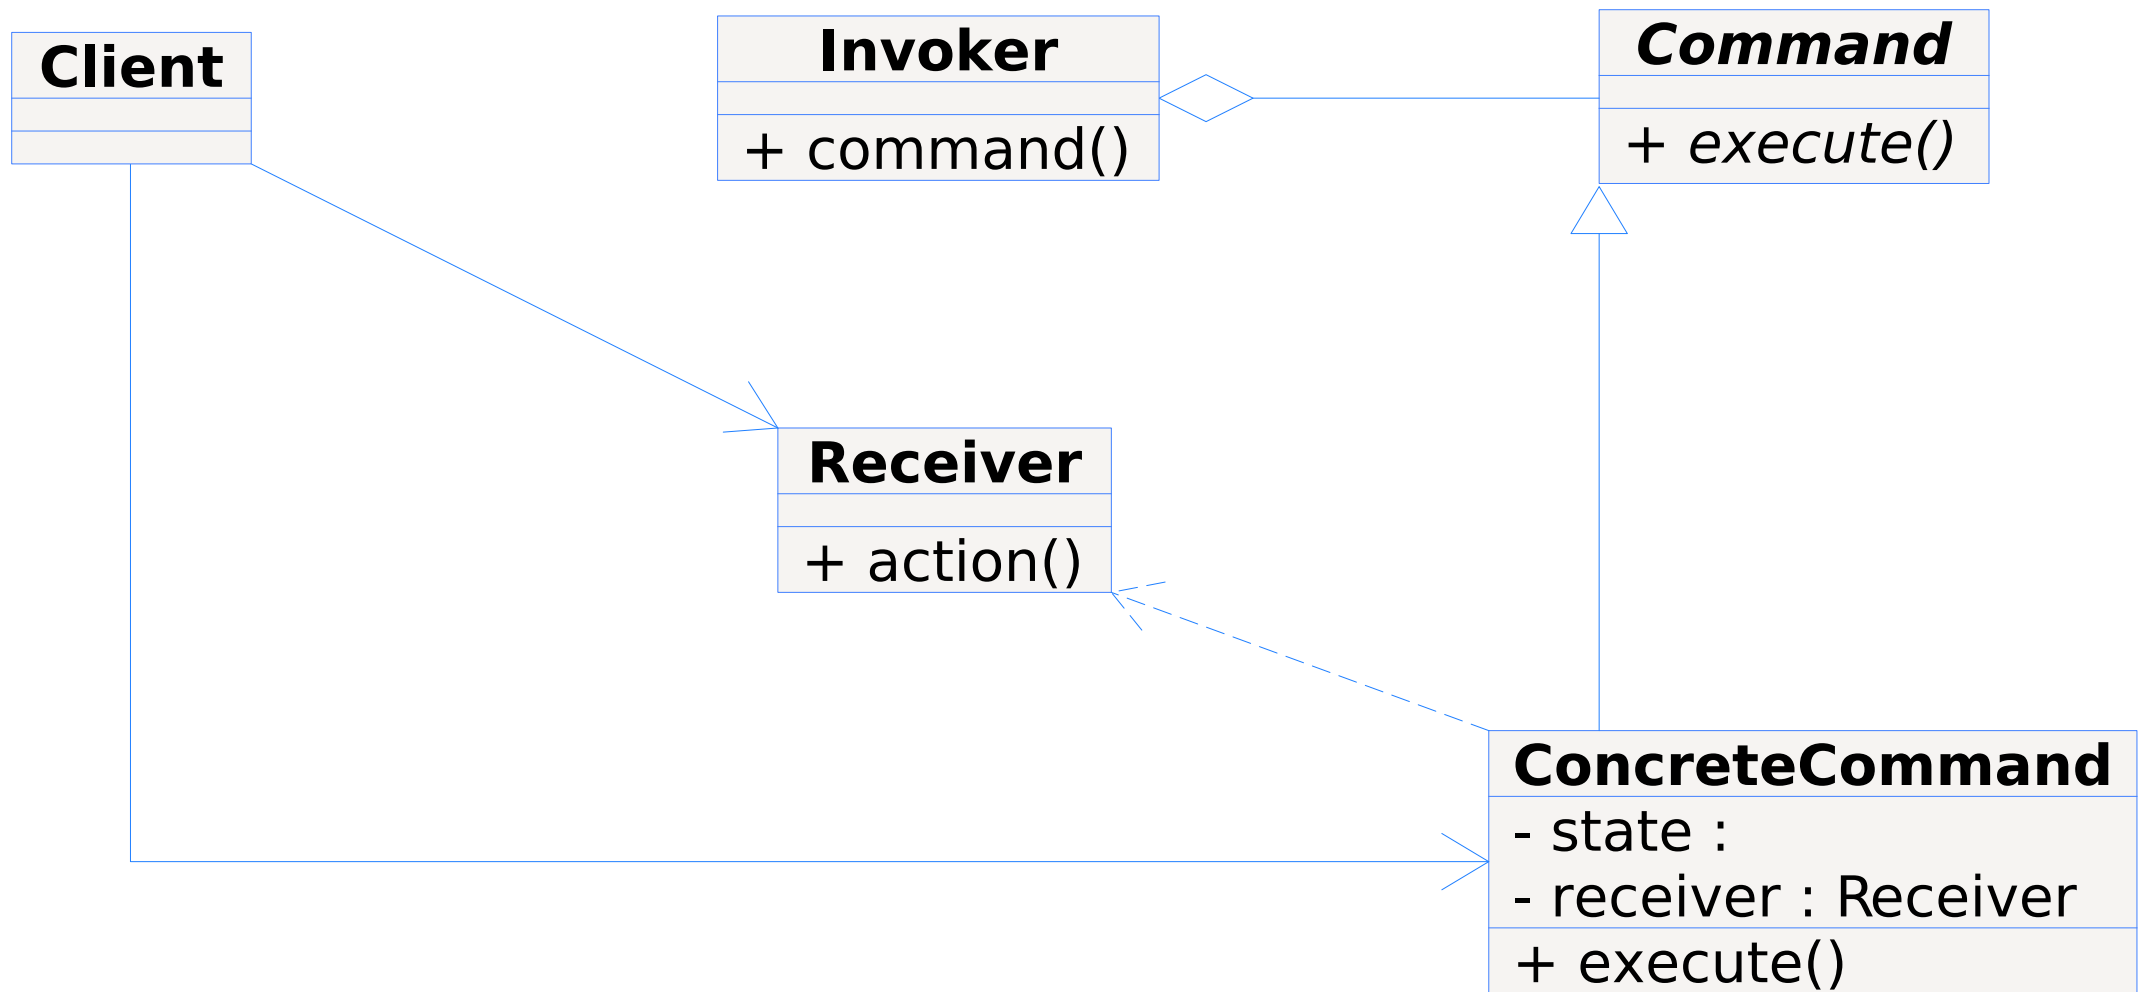 Client
Invoker
+ command()
Command
+ execute()
Receiver
+ action()
ConcreteCommand
- state :
- receiver : Receiver
+ execute()